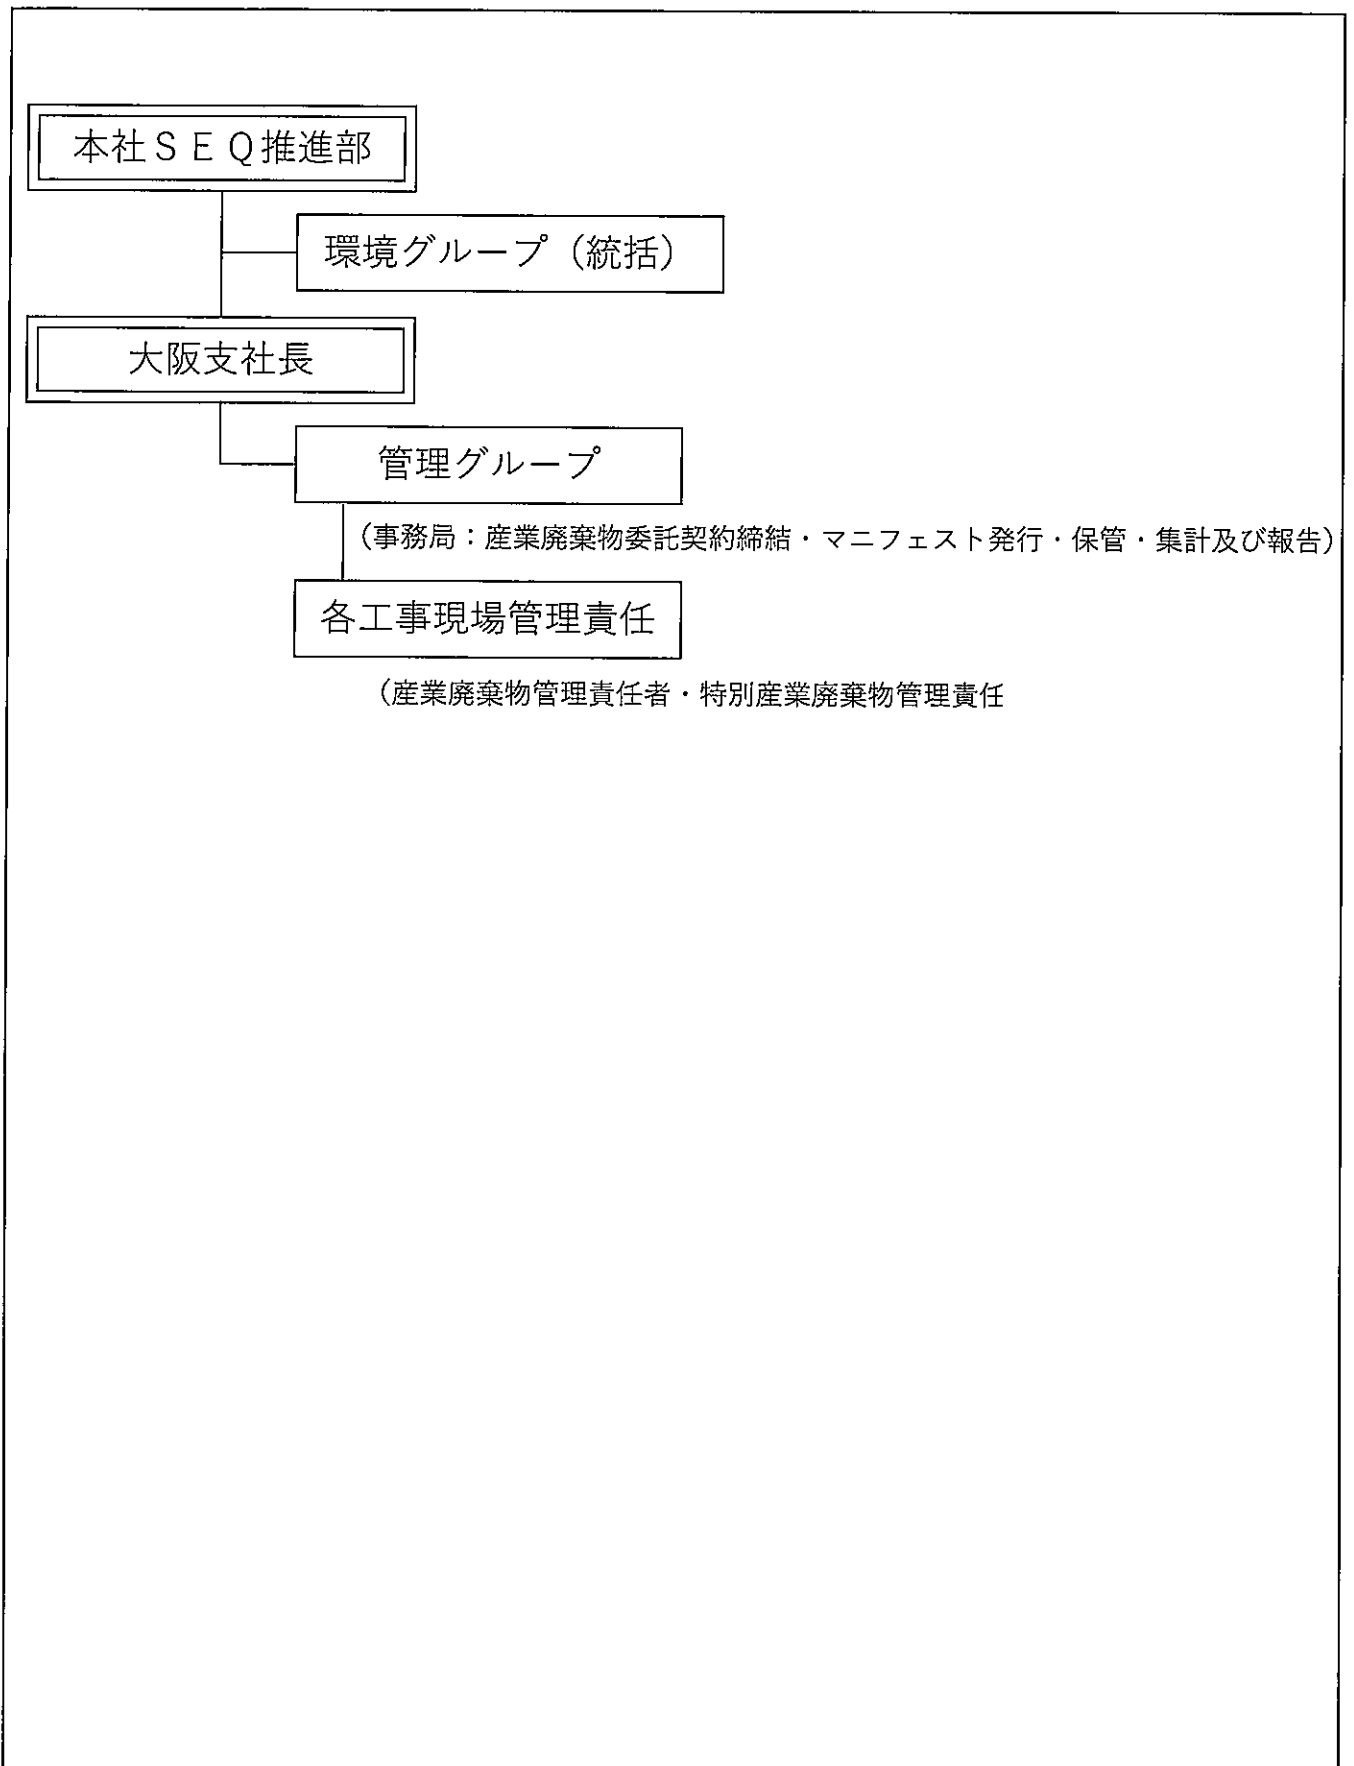 本社ＳＥＱ推進部
環境グループ（統括）
大阪支社長
管理グループ
（事務局：産業廃棄物委託契約締結・マニフェスト発行・保管・集計及び報告）
各工事現場管理責任
（産業廃棄物管理責任者・特別産業廃棄物管理責任